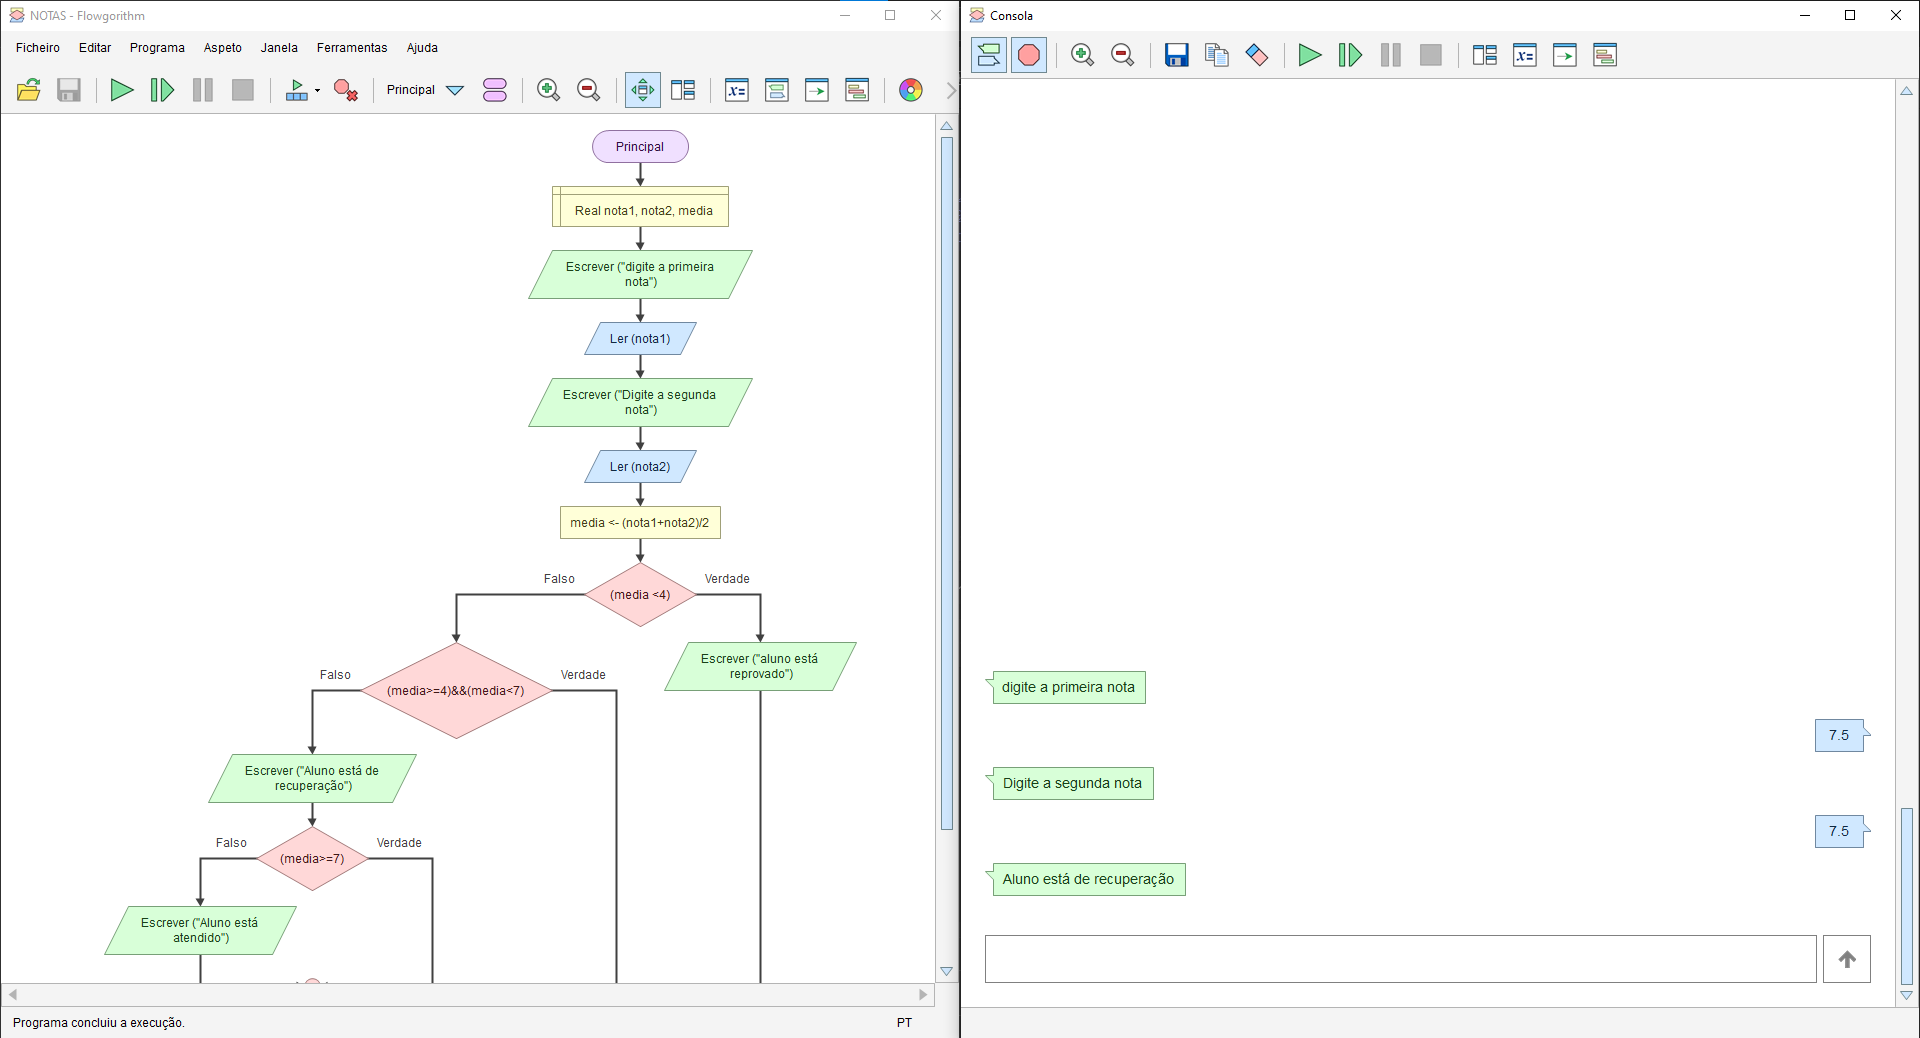 NOTAS - Flowgorithm
Ficheiro Editar Programa Aspeto Janela Ferramentas Ajuda
Principal
Principal
Real nota1, nota2, media
Escrever ("digite a primeira
nota")
Ler (nota1)
Escrever ("Digite a segunda
nota")
Ler (nota2)
media <- (nota1+nota2)/2
Falso
Verdade
(media <4)
Escrever ("aluno está
reprovado")
Falso
Verdade
(media>=4)&&(media<7)
Escrever ("Aluno está de
recuperação")
Falso
Verdade
(media>=7)
Escrever ("Aluno está
atendido")
Programa concluiu a execução.
PT
Consola
x=
x=
digite a primeira nota
7.5
Digite a segunda nota
7.5
Aluno está de recuperação